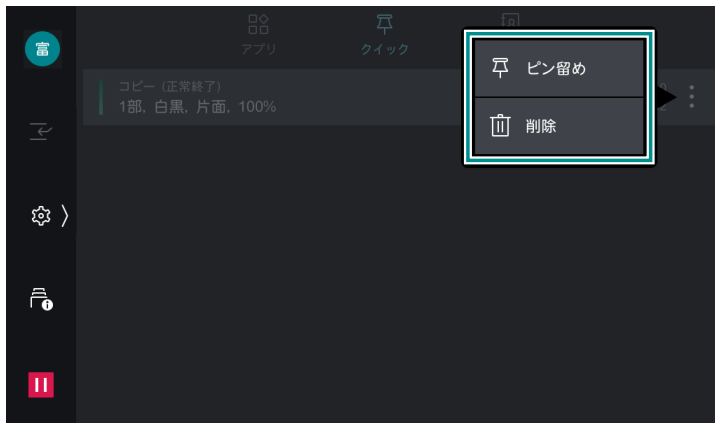 富
アプリ
クイック
コピー (正常終了)
1部, 白黒, 片面, 100%
ピン留め
削除